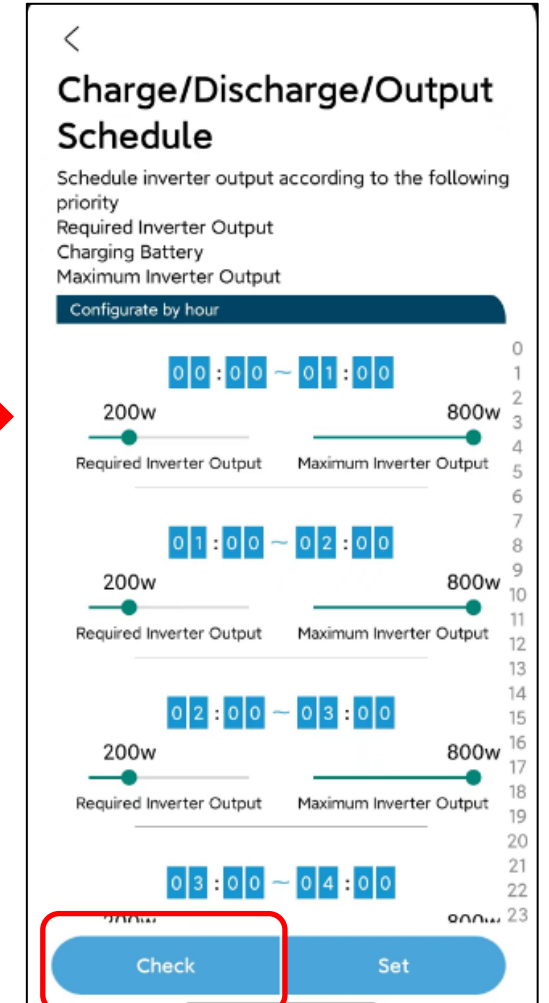 Charge/Discharge/Output
Schedule
Schedule inverter output according to the following
priority
Required Inverter Output
Charging Battery
Maximum Inverter Output
Configurate by hour
00:00 ~ 01:00
200w 800w
Required Inverter Output Maximum Inverter Output
01:00 ~ 02:00
200w 800w
Required Inverter Output Maximum Inverter Output
02:00 ~ 03:00
200w 800w
Required Inverter Output Maximum Inverter Output
03:00 ~ 04:00
200w 800w
0
1
2
3
4
5
6
7
8
9
10
11
12
13
14
15
16
17
18
19
20
21
22
23
Check Set